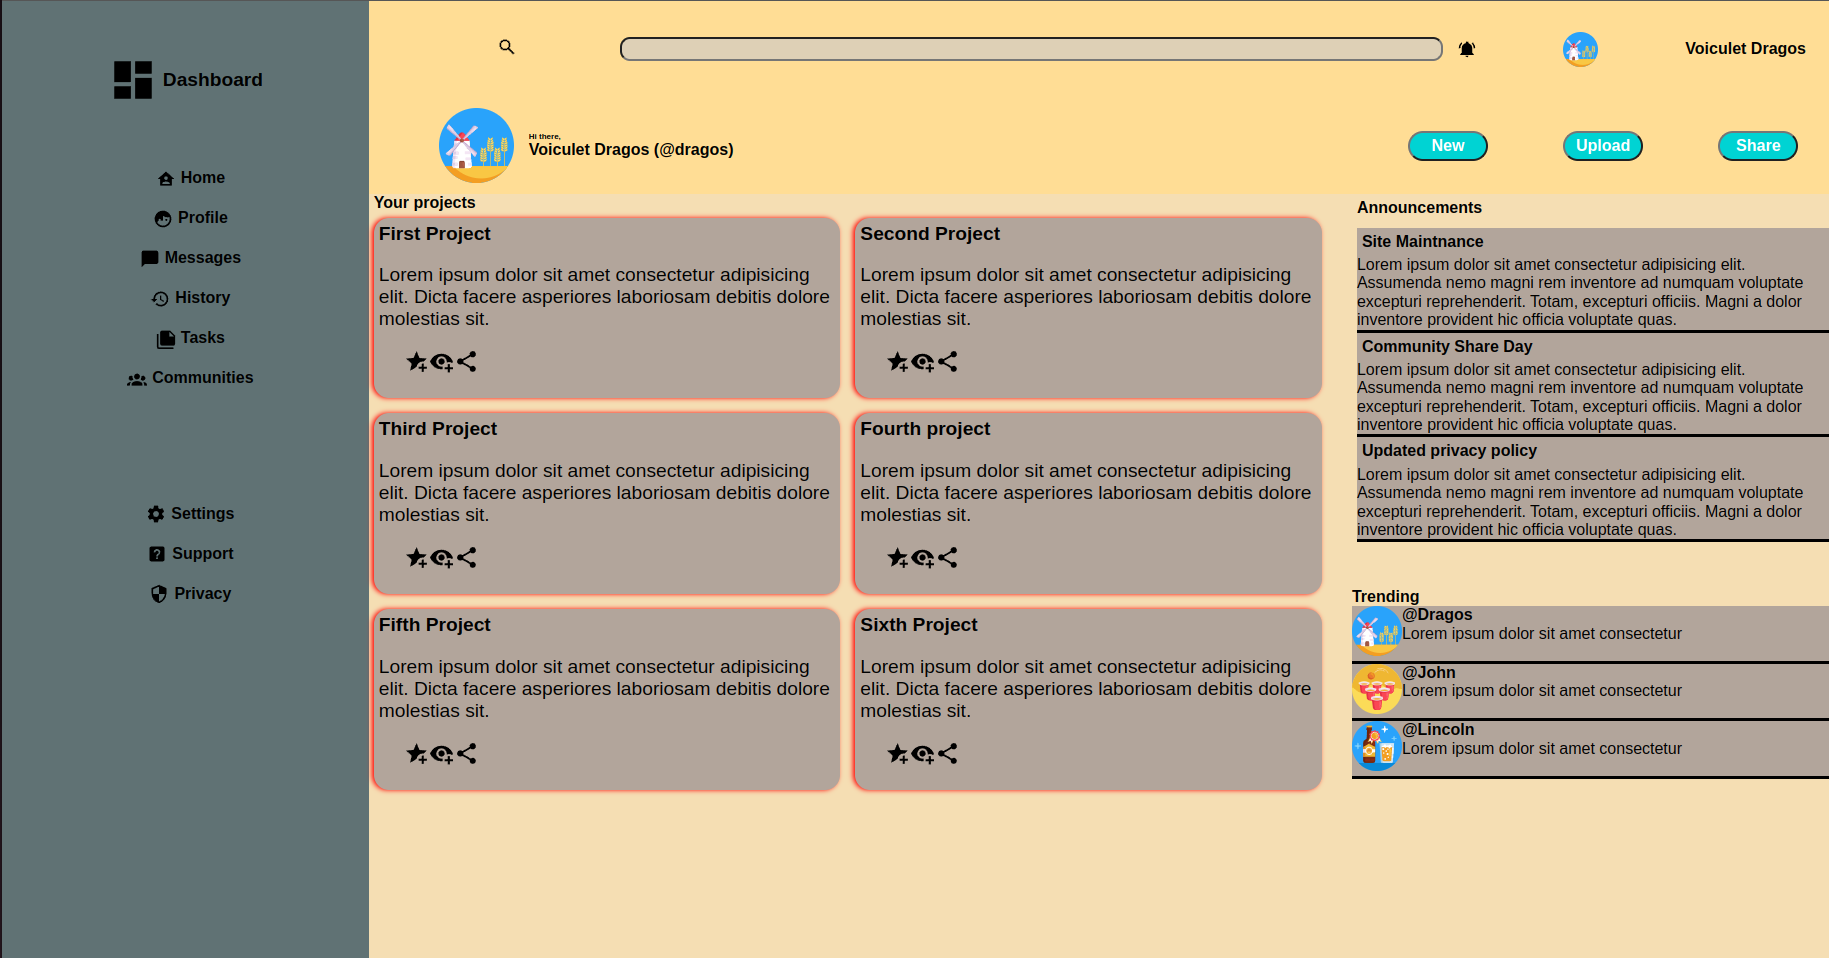 Dashboard
Home
Profile
Messages
History
Tasks
Communities
Settings
Support
Privacy
Voiculet Dragos
Hi there,
Voiculet Dragos (@dragos)
New
Upload
Share
Your projects
First Project
Lorem ipsum dolor sit amet consectetur adipisicing
elit. Dicta facere asperiores laboriosam debitis dolore
molestias sit.
Second Project
Lorem ipsum dolor sit amet consectetur adipisicing
elit. Dicta facere asperiores laboriosam debitis dolore
molestias sit.
Third Project
Lorem ipsum dolor sit amet consectetur adipisicing
elit. Dicta facere asperiores laboriosam debitis dolore
molestias sit.
Fourth project
Lorem ipsum dolor sit amet consectetur adipisicing
elit. Dicta facere asperiores laboriosam debitis dolore
molestias sit.
Fifth Project
Lorem ipsum dolor sit amet consectetur adipisicing
elit. Dicta facere asperiores laboriosam debitis dolore
molestias sit.
Sixth Project
Lorem ipsum dolor sit amet consectetur adipisicing
elit. Dicta facere asperiores laboriosam debitis dolore
molestias sit.
Announcements
Site Maintnance
Lorem ipsum dolor sit amet consectetur adipisicing elit.
Assumenda nemo magni rem inventore ad numquam voluptate
excepturi reprehenderit. Totam, excepturi officiis. Magni a dolor
inventore provident hic officia voluptate quas.
Community Share Day
Lorem ipsum dolor sit amet consectetur adipisicing elit.
Assumenda nemo magni rem inventore ad numquam voluptate
excepturi reprehenderit. Totam, excepturi officiis. Magni a dolor
inventore provident hic officia voluptate quas.
Updated privacy policy
Lorem ipsum dolor sit amet consectetur adipisicing elit.
Assumenda nemo magni rem inventore ad numquam voluptate
excepturi reprehenderit. Totam, excepturi officiis. Magni a dolor
inventore provident hic officia voluptate quas.
Trending
@Dragos
Lorem ipsum dolor sit amet consectetur
@John
Lorem ipsum dolor sit amet consectetur
@Lincoln
Lorem ipsum dolor sit amet consectetur